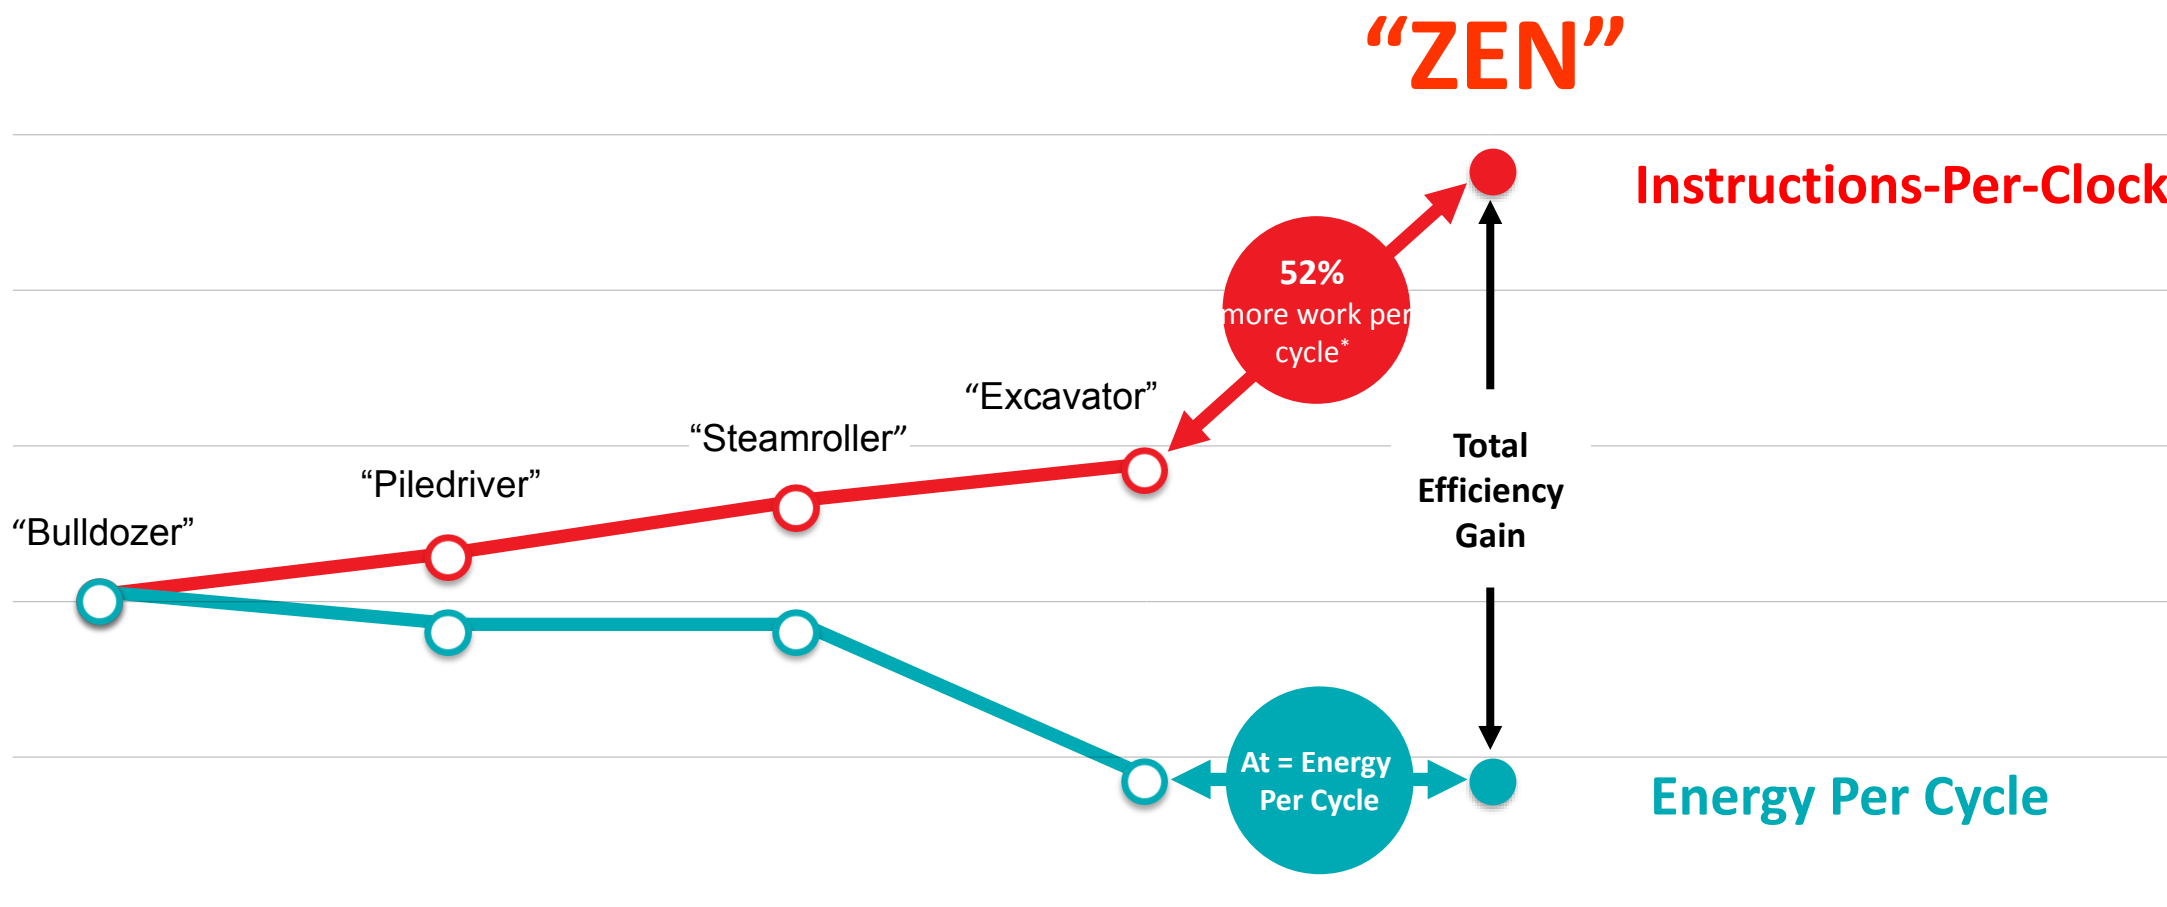 “ZEN”
Instructions-Per-Clock
52%
more work per
cycle*
“Excavator”
“Steamroller”
“Piledriver“
“Bulldozer”
Total
Efficiency
Gain
At = Energy
Per Cycle
Energy Per Cycle